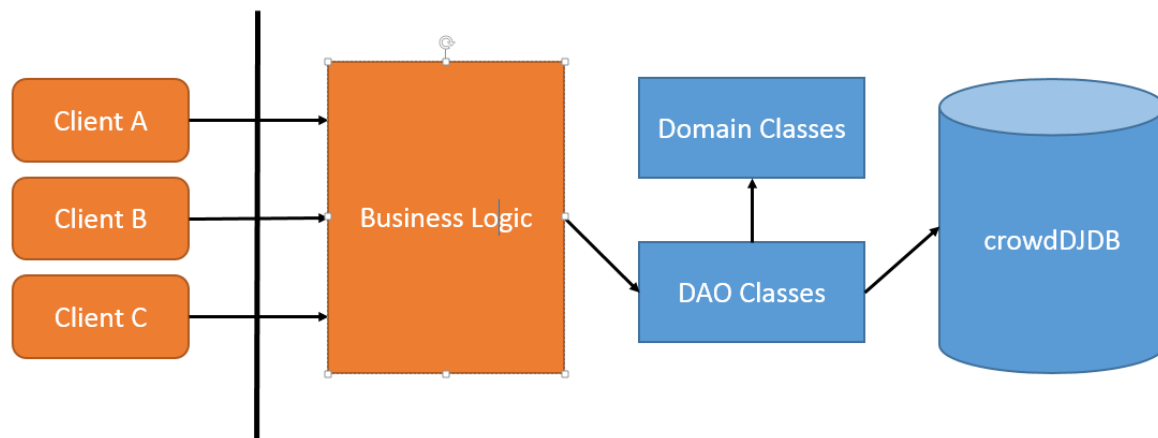 Client A
Client B
Client C
Business Logic
Domain Classes
DAO Classes
crowdDJDB